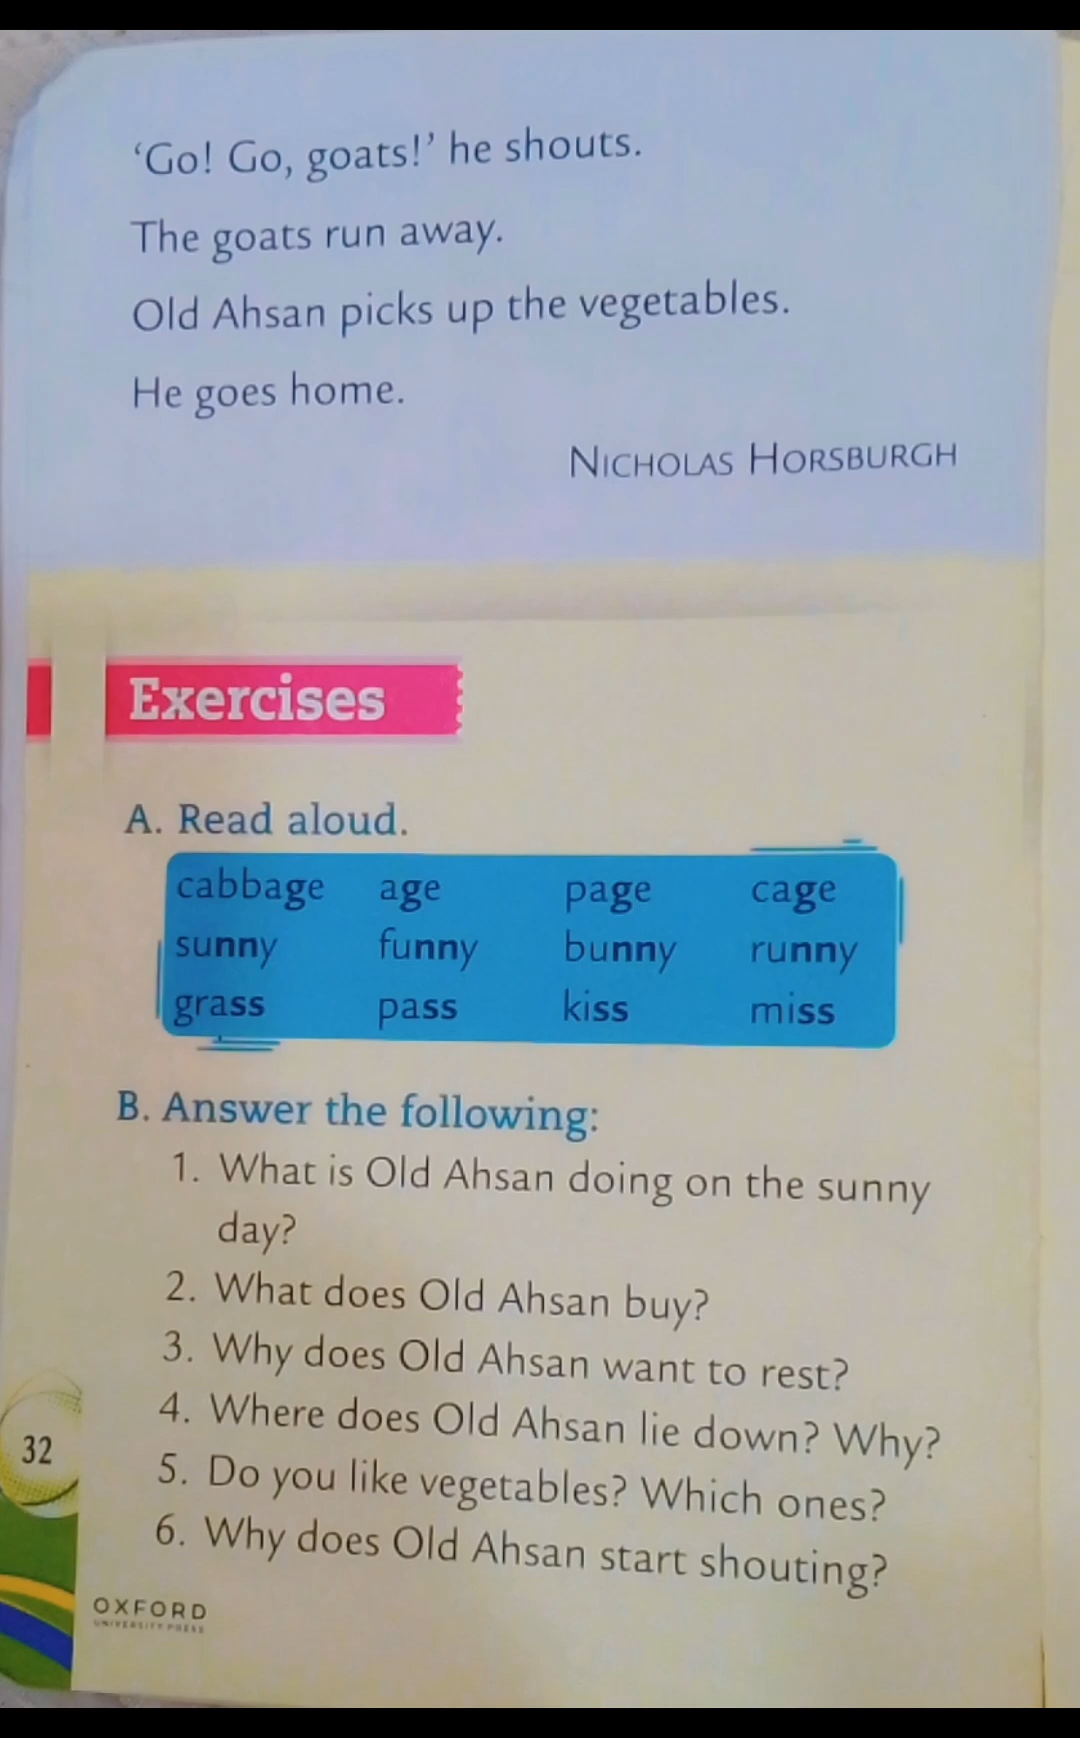 ‘Go! Go, goats!’ he shouts.
The goats run away.
Old Ahsan picks up the vegetables.
He goes home.
NICHOLAS HORSBURGH
Exercises
A. Read aloud.
cabbage age page cage
sunny funny bunny runny
grass pass kiss miss
B. Answer the following:
1. What is Old Ahsan doing on the sunny
day?
2. What does Old Ahsan buy?
3. Why does Old Ahsan want to rest?
4. Where does Old Ahsan lie down? Why?
5. Do you like vegetables? Which ones?
6. Why does Old Ahsan start shouting?
32
OXFORD
UNIVERSITY PRESS